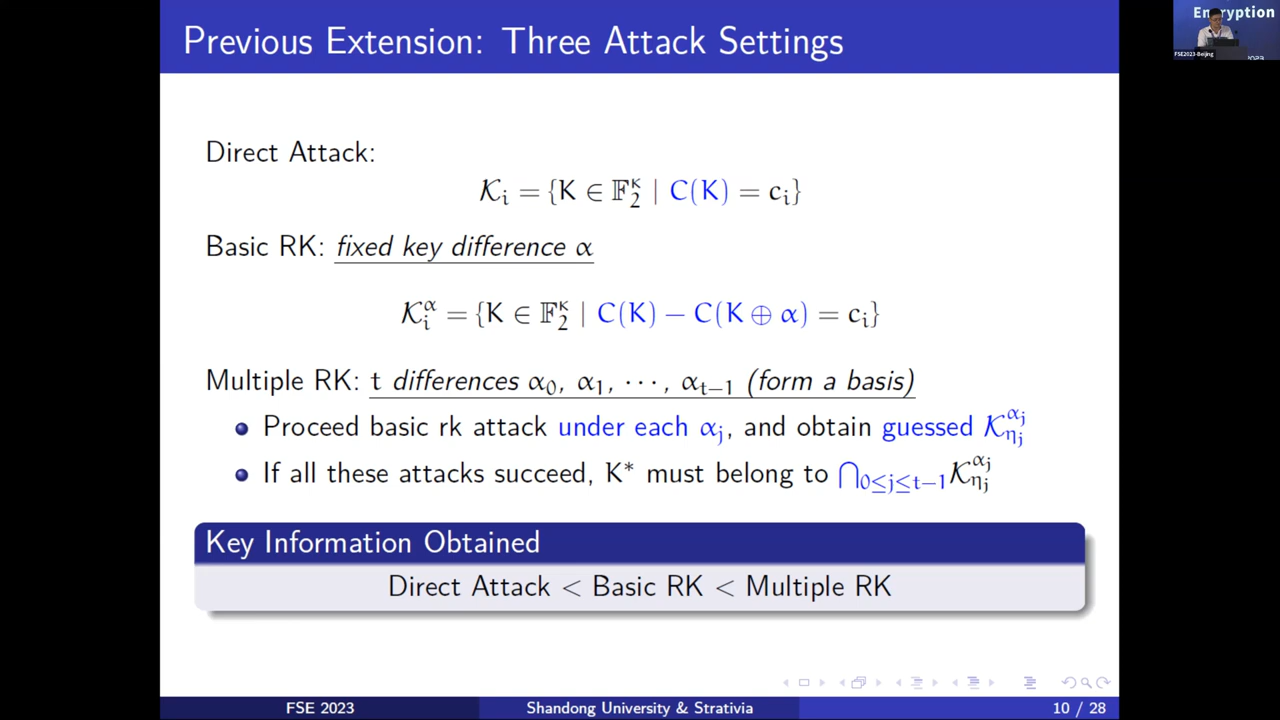 Previous Extension: Three Attack Settings
Encryption
FSE2023-Beijing
2023
Direct Attack:
𝒦ᵢ = {K ∈ 𝔽₂^κ | C(K) = cᵢ}
Basic RK: fixed key difference α
𝒦ᵢ^α = {K ∈ 𝔽₂^κ | C(K) − C(K ⊕ α) = cᵢ}
Multiple RK: t differences α₀, α₁, ⋯, α_{t−1} (form a basis)
Proceed basic rk attack under each αⱼ, and obtain guessed 𝒦_{ηⱼ}^{αⱼ}
If all these attacks succeed, K* must belong to ⋂_{0≤j≤t−1} 𝒦_{ηⱼ}^{αⱼ}
Key Information Obtained
Direct Attack < Basic RK < Multiple RK
FSE 2023 Shandong University & Strativia 10 / 28